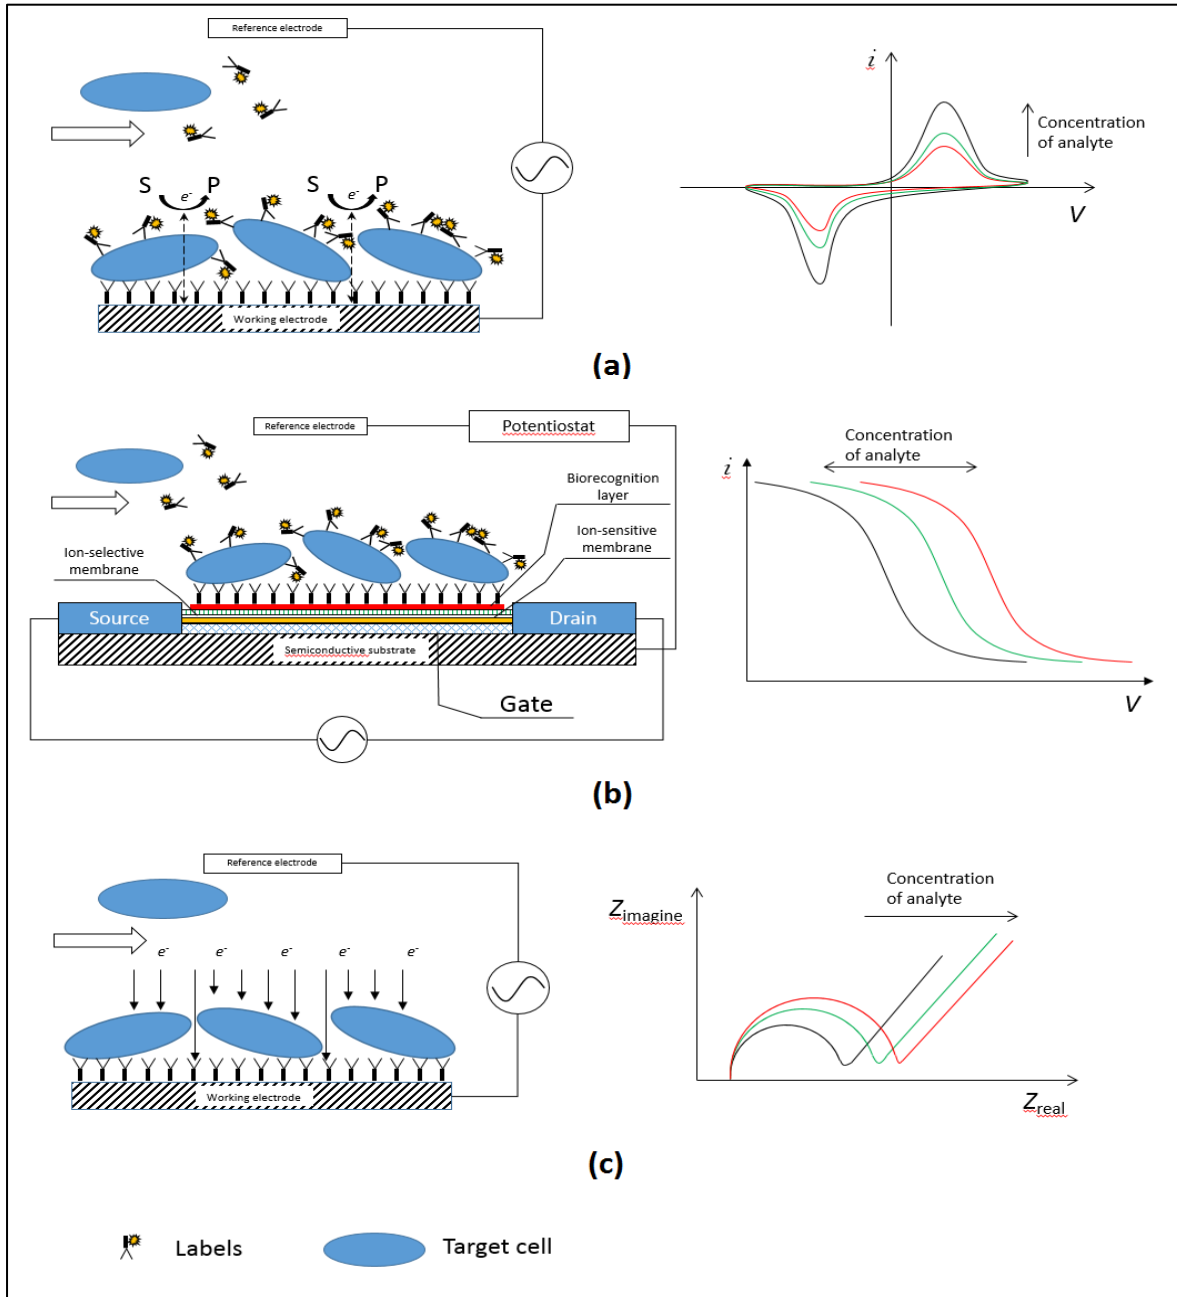 Reference electrode
i
Concentration
of analyte
S
P
S
P
e-
e-
V
Working electrode
(a)
Reference electrode
Potentiostat
Concentration
of analyte
i
Biorecognition
layer
Ion-sensitive
membrane
Ion-selective
membrane
Source
Drain
Semiconductive substrate
Gate
V
(b)
Reference electrode
Concentration
of analyte
Zimagine
e-
e-
e-
e-
Working electrode
Zreal
(c)
Labels
Target cell